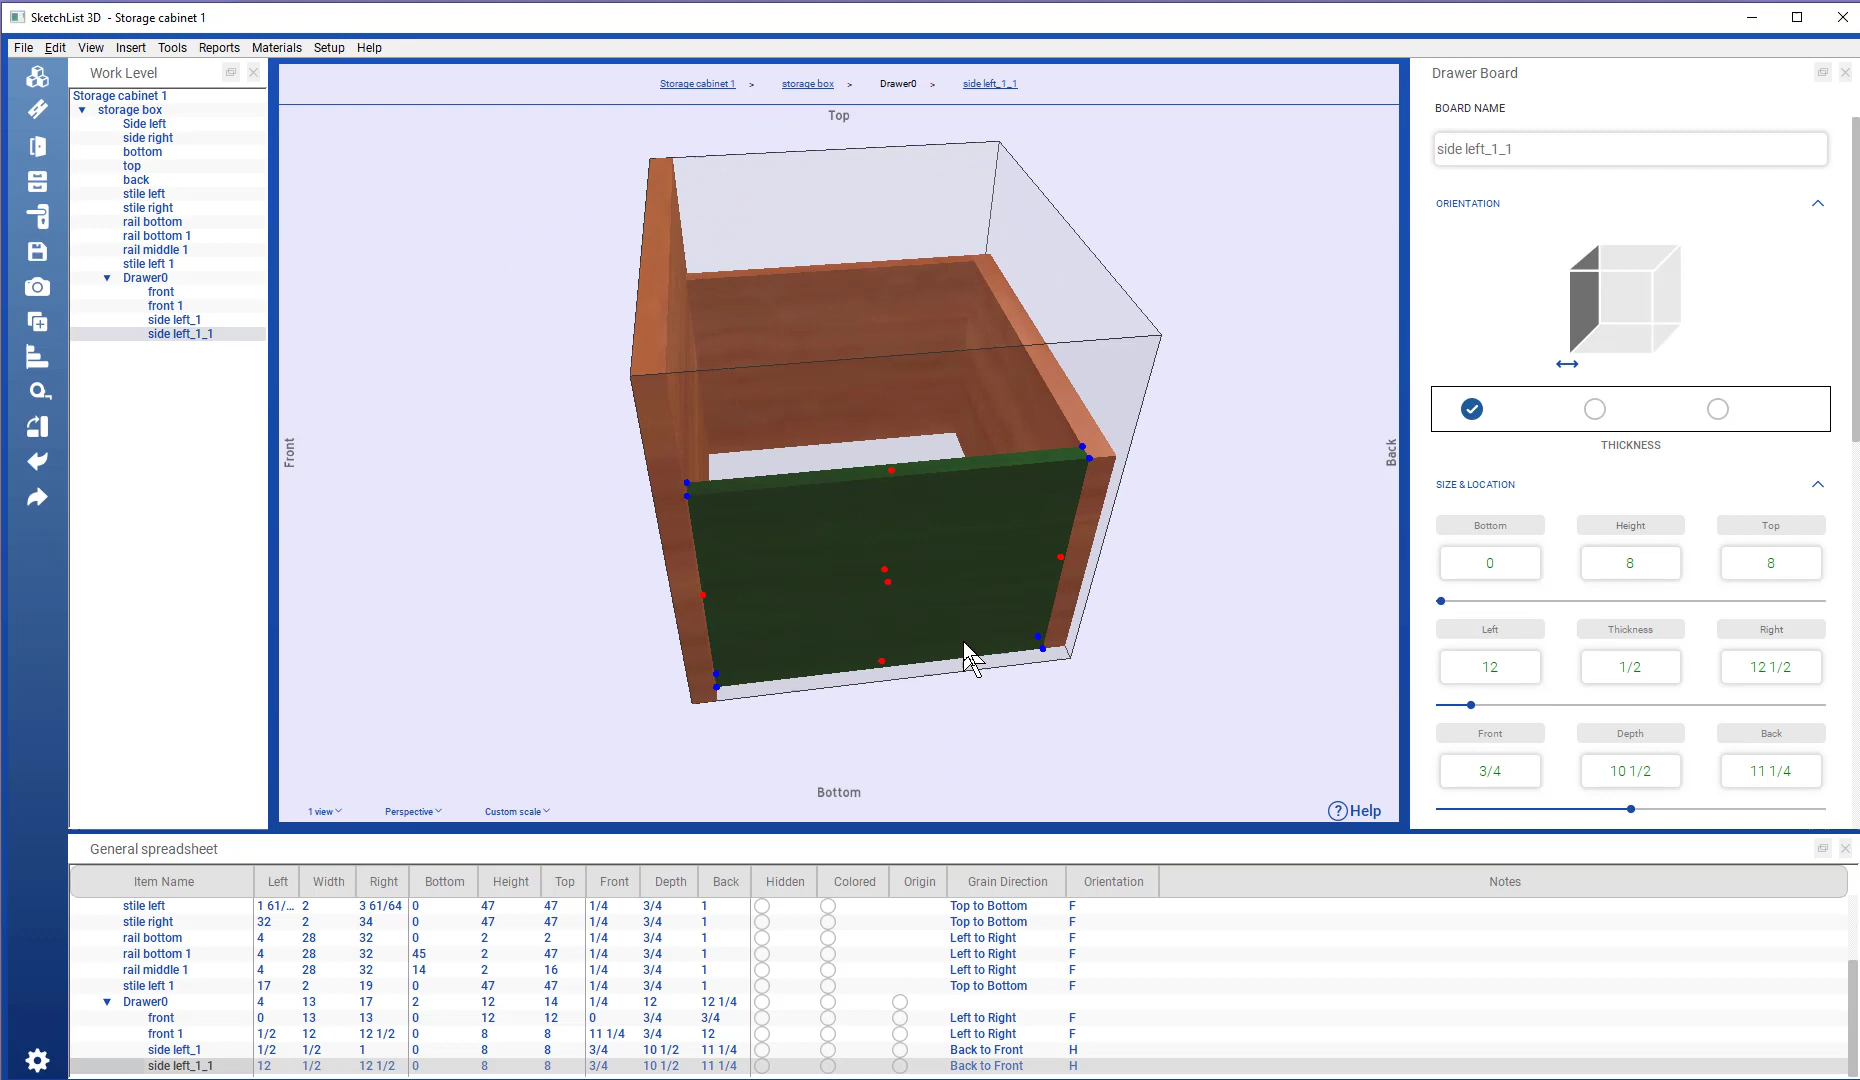 SketchList 3D - Storage cabinet 1
File Edit View Insert Tools Reports Materials Setup Help
Work Level
Storage cabinet 1
storage box
Side left
side right
bottom
top
back
stile left
stile right
rail bottom
rail bottom 1
rail middle 1
stile left 1
Drawer0
front
front 1
side left_1
side left_1_1
Storage cabinet 1 > storage box > Drawer0 > side left_1_1
Top
Front
Back
Bottom
1 view Perspective Custom scale
? Help
Drawer Board
BOARD NAME
side left_1_1
ORIENTATION
THICKNESS
SIZE & LOCATION
Bottom Height Top
0 8 8
Left Thickness Right
12 1/2 12 1/2
Front Depth Back
3/4 10 1/2 11 1/4
General spreadsheet
Item Name Left Width Right Bottom Height Top Front Depth Back Hidden Colored Origin Grain Direction Orientation Notes
stile left 1 61/... 2 3 61/64 0 47 47 1/4 3/4 1 Top to Bottom F
stile right 32 2 34 0 47 47 1/4 3/4 1 Top to Bottom F
rail bottom 4 28 32 0 2 2 1/4 3/4 1 Left to Right F
rail bottom 1 4 28 32 45 2 47 1/4 3/4 1 Left to Right F
rail middle 1 4 28 32 14 2 16 1/4 3/4 1 Left to Right F
stile left 1 17 2 19 0 47 47 1/4 3/4 1 Top to Bottom F
Drawer0 4 13 17 2 12 14 1/4 12 12 1/4
front 0 13 13 0 12 12 0 3/4 3/4 Left to Right F
front 1 1/2 12 12 1/2 0 8 8 11 1/4 3/4 12 Left to Right F
side left_1 1/2 1/2 1 0 8 8 3/4 10 1/2 11 1/4 Back to Front H
side left_1_1 12 1/2 12 1/2 0 8 8 3/4 10 1/2 11 1/4 Back to Front H